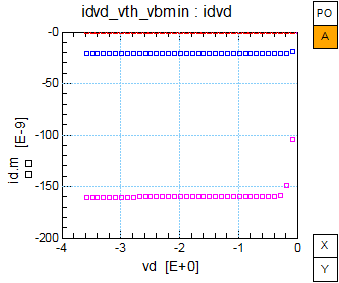 idvd_vth_vbmin : idvd
PO
A
-0
-50
-100
-150
-200
id.m [E-9]
-4 -3 -2 -1 0
vd [E+0]
X
Y